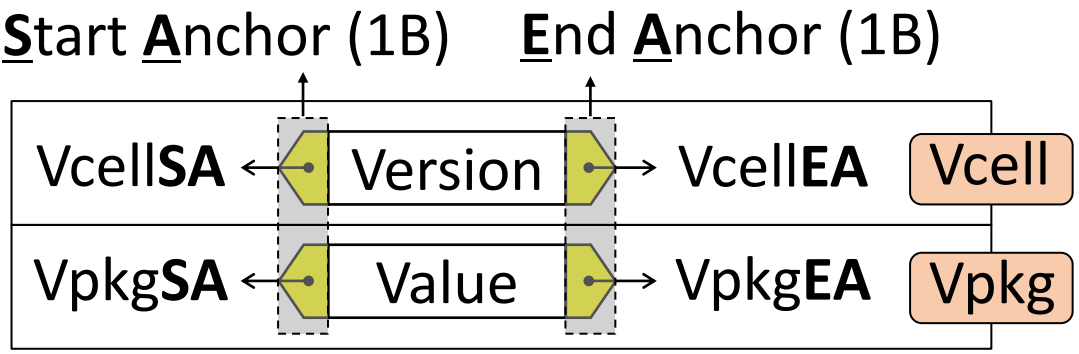 Start Anchor (1B) End Anchor (1B)
VcellSA Version VcellEA Vcell
VpkgSA Value VpkgEA Vpkg